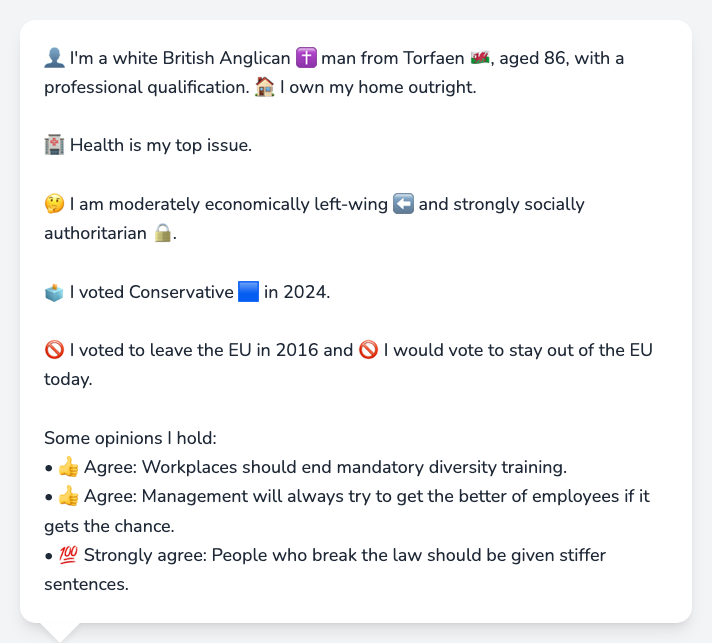 👤 I'm a white British Anglican ✝️ man from Torfaen 🏴󠁧󠁢󠁷󠁬󠁳󠁿, aged 86, with a
professional qualification. 🏠 I own my home outright.
🏥 Health is my top issue.
🤔 I am moderately economically left-wing ⬅️ and strongly socially
authoritarian 🔒.
🗳️ I voted Conservative 🟦 in 2024.
🚫 I voted to leave the EU in 2016 and 🚫 I would vote to stay out of the EU
today.
Some opinions I hold:
• 👍 Agree: Workplaces should end mandatory diversity training.
• 👍 Agree: Management will always try to get the better of employees if it
gets the chance.
• 💯 Strongly agree: People who break the law should be given stiffer
sentences.